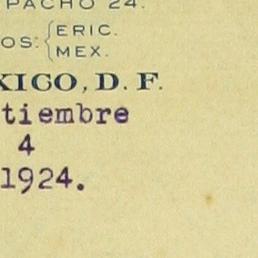 PACHO 24.
OS: { ERIC.
MEX.
XICO, D. F.
tiembre
4
1924.